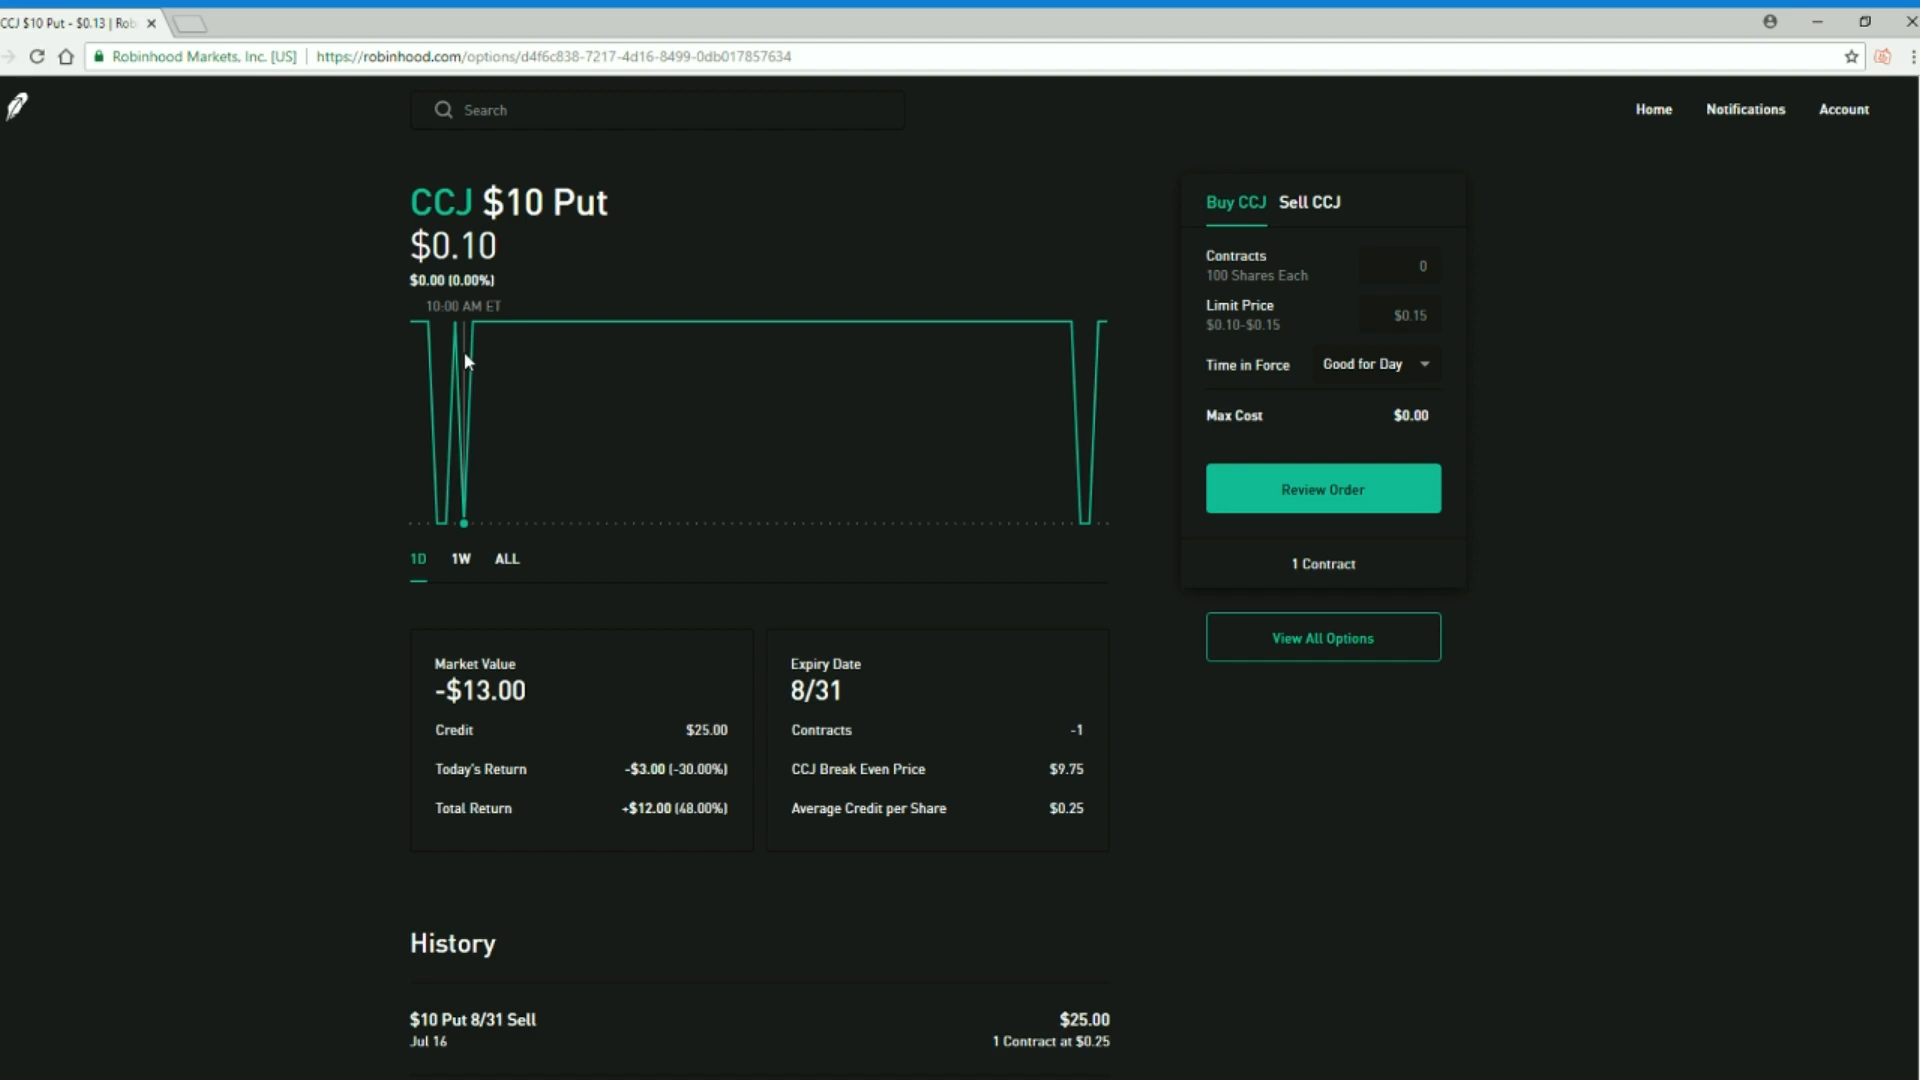 CCJ $10 Put - $0.13 | Rob
Robinhood Markets, Inc. [US]
https://robinhood.com/options/d4f6c838-7217-4d16-8499-0db017857634
Search
Home
Notifications
Account
CCJ $10 Put
$0.10
$0.00 (0.00%)
10:00 AM ET
1D
1W
ALL
Buy CCJ
Sell CCJ
Contracts
0
100 Shares Each
Limit Price
$0.15
$0.10-$0.15
Time in Force
Good for Day
Max Cost
$0.00
Review Order
1 Contract
View All Options
Market Value
-$13.00
Credit
$25.00
Today's Return
-$3.00 (-30.00%)
Total Return
+$12.00 (48.00%)
Expiry Date
8/31
Contracts
-1
CCJ Break Even Price
$9.75
Average Credit per Share
$0.25
History
$10 Put 8/31 Sell
$25.00
Jul 16
1 Contract at $0.25